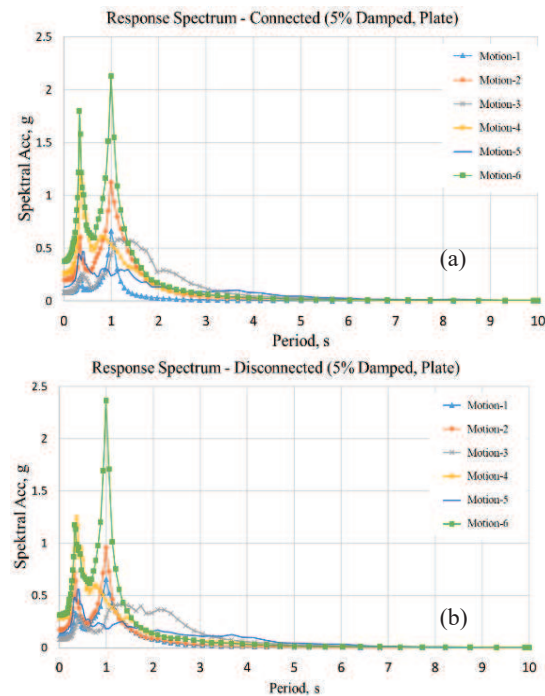 Response Spectrum - Connected (5% Damped, Plate)
2.5
2
1.5
1
0.5
0
Spektral Acc, g
Motion-1
Motion-2
Motion-3
Motion-4
Motion-5
Motion-6
(a)
0 1 2 3 4 5 6 7 8 9 10
Period, s
Response Spectrum - Disconnected (5% Damped, Plate)
2.5
2
1.5
1
0.5
0
Spektral Acc, g
Motion-1
Motion-2
Motion-3
Motion-4
Motion-5
Motion-6
(b)
0 1 2 3 4 5 6 7 8 9 10
Period, s